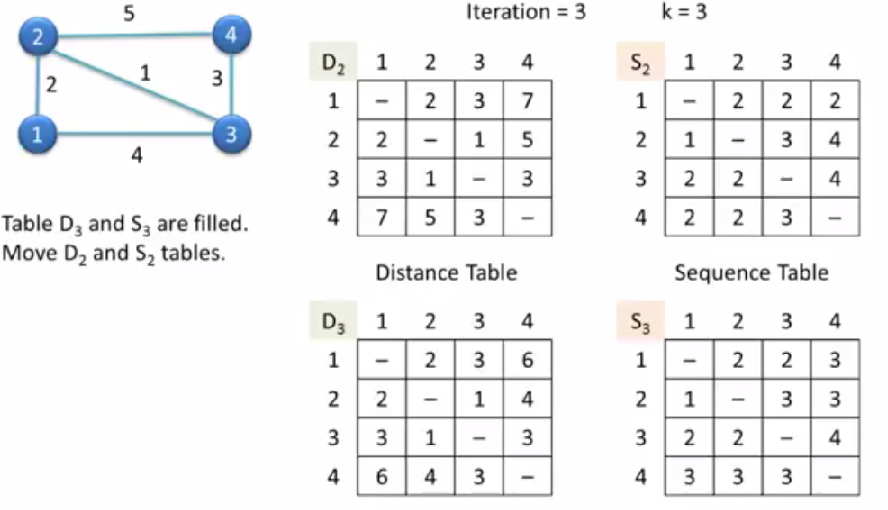 Iteration = 3 k = 3
5
2 4
2 1 3
1 3
4
Table D₃ and S₃ are filled.
Move D₂ and S₂ tables.
D₂ 1 2 3 4
1 – 2 3 7
2 2 – 1 5
3 3 1 – 3
4 7 5 3 –
S₂ 1 2 3 4
1 – 2 2 2
2 1 – 3 4
3 2 2 – 4
4 2 2 3 –
Distance Table
Sequence Table
D₃ 1 2 3 4
1 – 2 3 6
2 2 – 1 4
3 3 1 – 3
4 6 4 3 –
S₃ 1 2 3 4
1 – 2 2 3
2 1 – 3 3
3 2 2 – 4
4 3 3 3 –